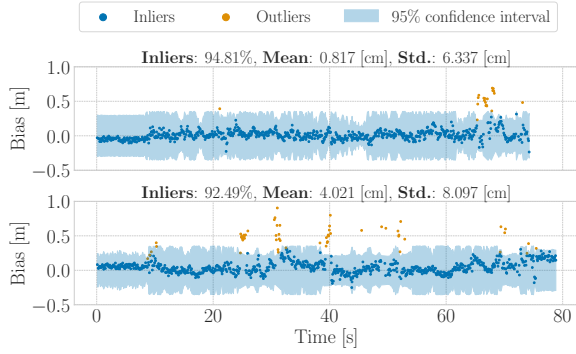 Inliers Outliers 95% confidence interval
Inliers: 94.81%, Mean: 0.817 [cm], Std.: 6.337 [cm]
1.0
0.5
0.0
−0.5
Bias [m]
Inliers: 92.49%, Mean: 4.021 [cm], Std.: 8.097 [cm]
1.0
0.5
0.0
−0.5
Bias [m]
0 20 40 60 80
Time [s]